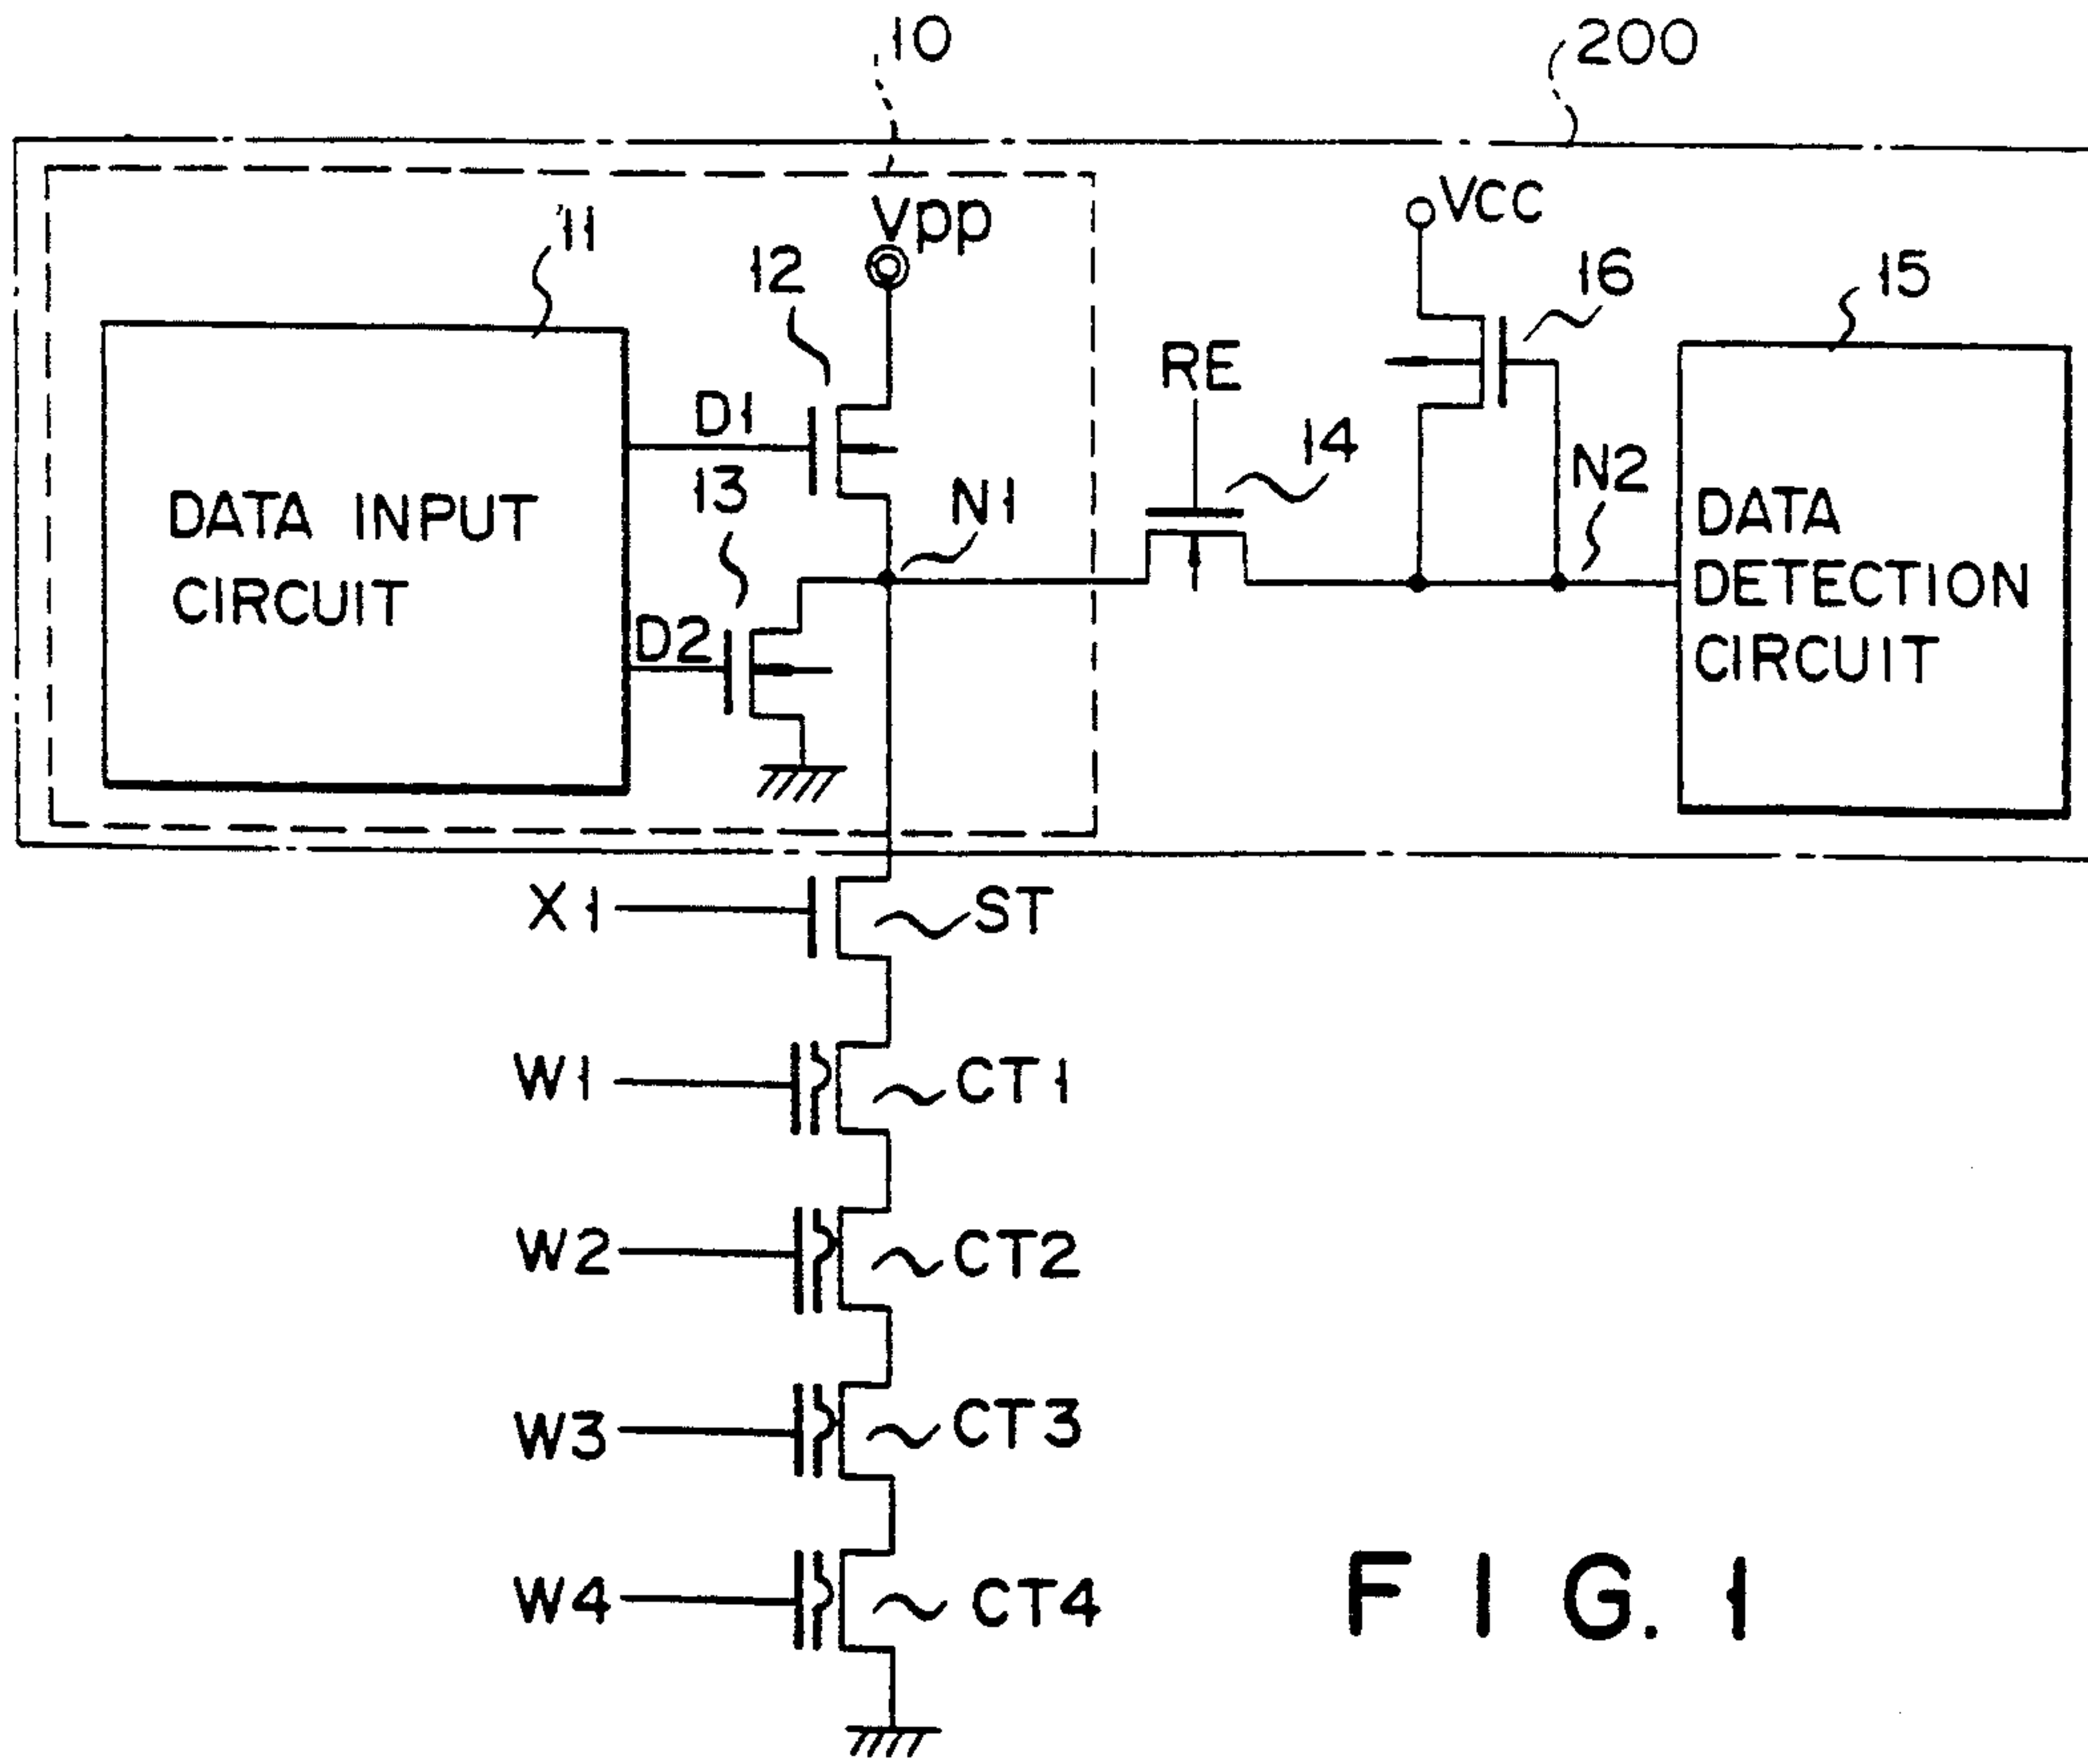 10
200
Vpp
VCC
11
12
16
15
RE
D1
14
13
N1
N2
DATA INPUT
CIRCUIT
DATA
DETECTION
CIRCUIT
D2
X1
ST
W1
CT1
W2
CT2
W3
CT3
W4
CT4
FIG. 1